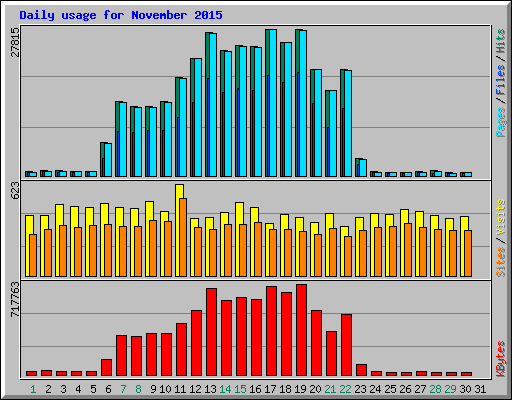 Daily usage for November 2015
27815
Pages / Files / Hits
623
Sites / Visits
717763
KBytes
1 2 3 4 5 6 7 8 9 10 11 12 13 14 15 16 17 18 19 20 21 22 23 24 25 26 27 28 29 30 31